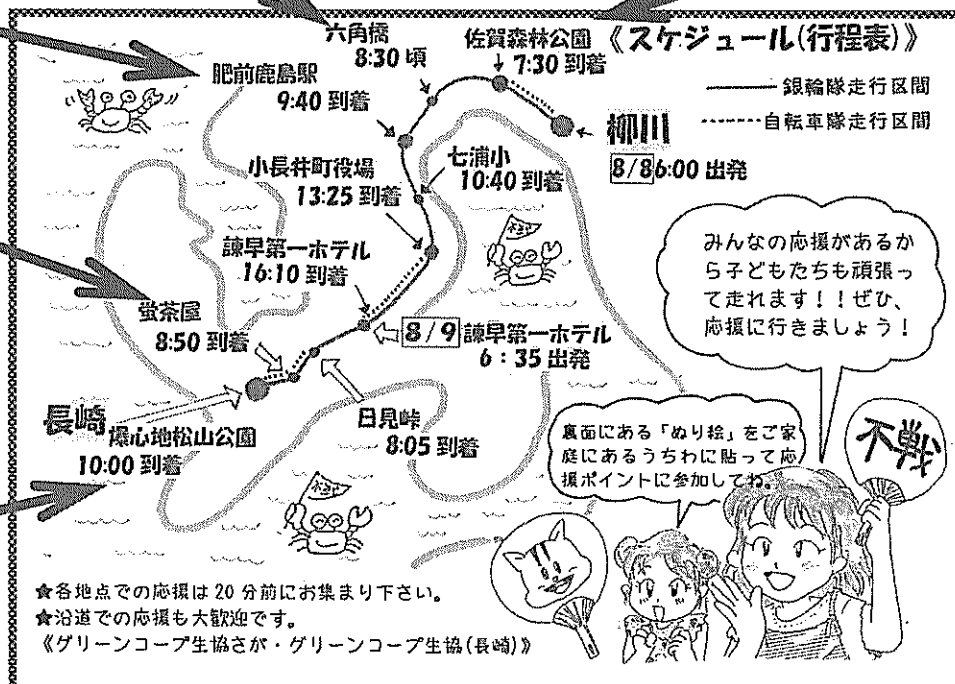 《スケジュール(行程表)》
銀輪隊走行区間
自転車隊走行区間
柳川
8/8 6:00 出発
佐賀森林公園
7:30 到着
六角橋
8:30 頃
肥前鹿島駅
9:40 到着
七浦小
10:40 到着
小長井町役場
13:25 到着
諫早第一ホテル
16:10 到着
8/9 諫早第一ホテル
6:35 出発
日見峠
8:05 到着
蛍茶屋
8:50 到着
長崎 爆心地松山公園
10:00 到着
みんなの応援があるか
ら子どもたちも頑張っ
て走れます!!ぜひ、
応援に行きましょう!
裏面にある「ぬり絵」をご家
庭にあるうちわに貼って応
援ポイントに参加してね。
不戦
★各地点での応援は 20 分前にお集まり下さい。
★沿道での応援も大歓迎です。
《グリーンコープ生協さが・グリーンコープ生協(長崎)》